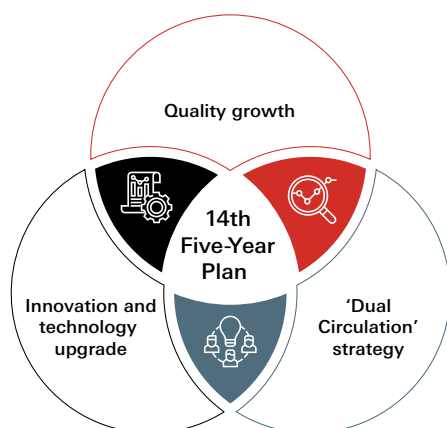 Quality growth
14th
Five-Year
Plan
Innovation and
technology
upgrade
‘Dual
Circulation’
strategy